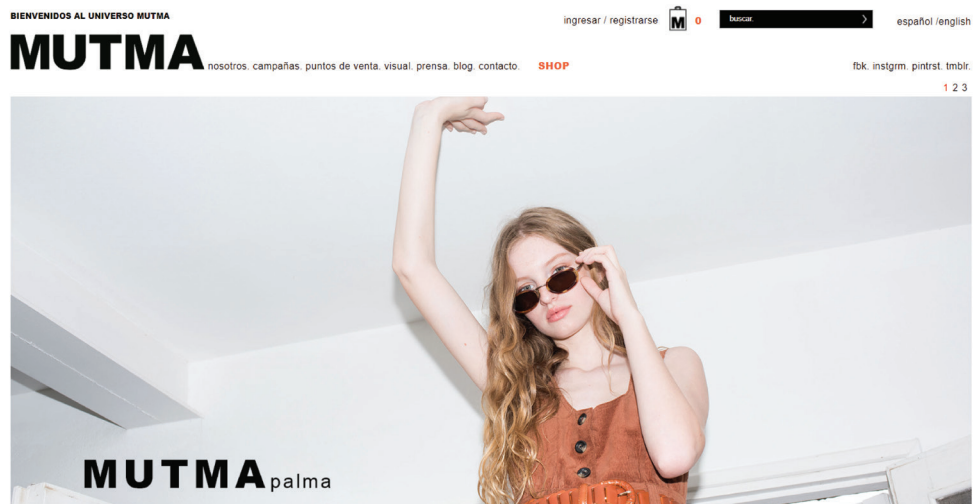 BIENVENIDOS AL UNIVERSO MUTMA
ingresar / registrarse M 0 buscar. español /english
MUTMA nosotros. campañas. puntos de venta. visual. prensa. blog. contacto. SHOP fbk. instgrm. pintrst. tmblr.
1 2 3
MUTMA palma